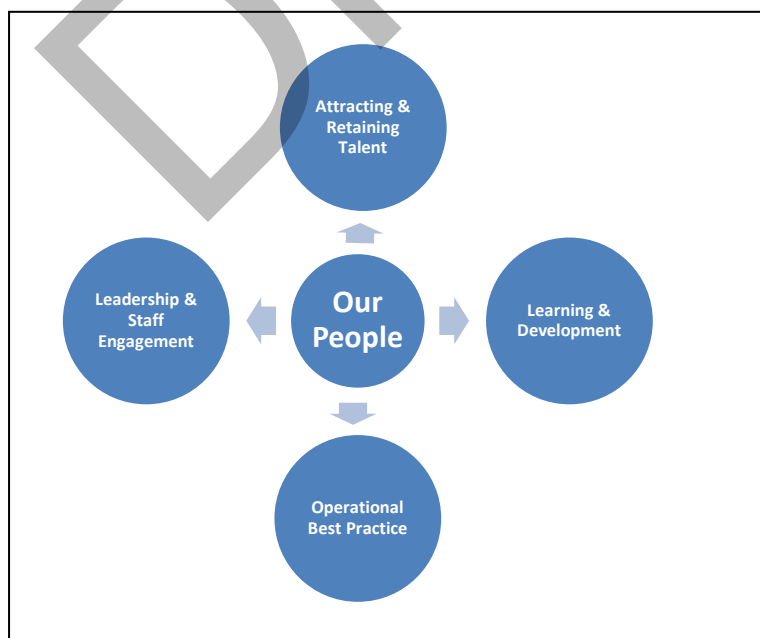 Attracting &
Retaining
Talent
Leadership &
Staff
Engagement
Our
People
Learning &
Development
Operational
Best Practice